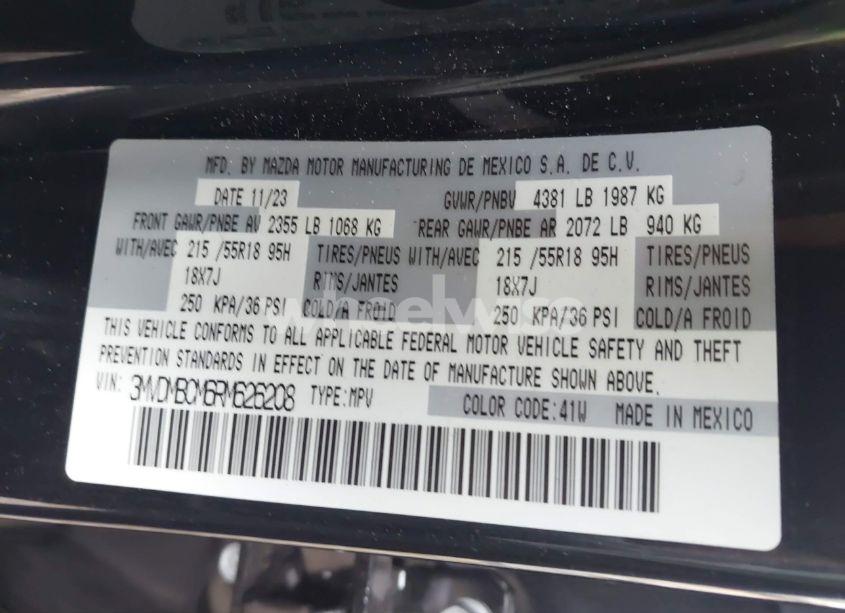 MFD. BY MAZDA MOTOR MANUFACTURING DE MEXICO S.A. DE C.V.
DATE 11/23 GVWR/PNBV 4381 LB 1987 KG
FRONT GAWR/PNBE AV 2355 LB 1068 KG REAR GAWR/PNBE AR 2072 LB 940 KG
WITH/AVEC 215 /55R18 95H TIRES/PNEUS WITH/AVEC 215 /55R18 95H TIRES/PNEUS
18X7J RIMS/JANTES 18X7J RIMS/JANTES
250 KPA/36 PSI COLD/A FROID 250 KPA/36 PSI COLD/A FROID
THIS VEHICLE CONFORMS TO ALL APPLICABLE FEDERAL MOTOR VEHICLE SAFETY AND THEFT
PREVENTION STANDARDS IN EFFECT ON THE DATE OF MANUFACTURE SHOWN ABOVE.
VIN: 3MVDMBCM6RM626208 TYPE:MPV COLOR CODE:41W MADE IN MEXICO
wheelwise